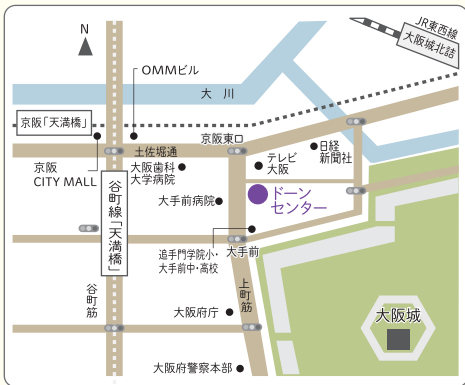 N
JR東西線
大阪城北詰
OMMビル
大川
京阪「天満橋」
京阪東口
土佐堀通
日経
新聞社
テレビ
大阪
京阪
CITY MALL
大阪歯科
大学病院
谷町線「天満橋」
大手前病院
ドーン
センター
追手門学院小・
大手前中・高校
大手前
谷町筋
上町筋
大阪府庁
大阪城
大阪府警察本部